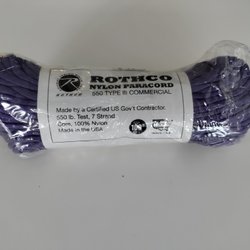 ROTHCO
ROTHCO
NYLON PARACORD
550 TYPE III COMMERCIAL
Made by a Certified US Gov't Contractor.
550 lb. Test, 7 Strand
Core, 100% Nylon
Made in the USA